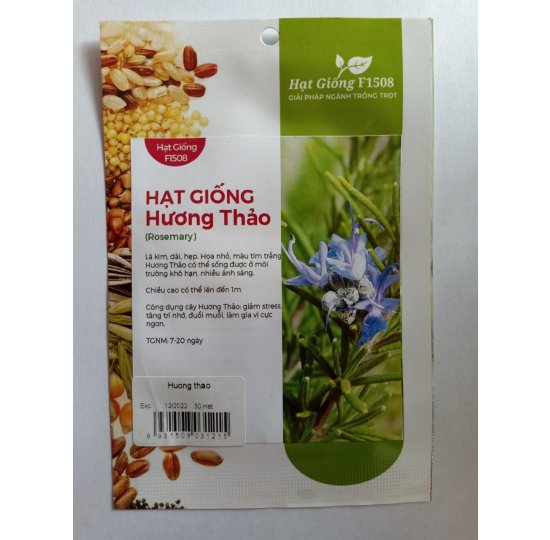 Hạt Giống F1508
GIẢI PHÁP NGÀNH TRỒNG TRỌT
Hạt Giống
F1508
HẠT GIỐNG
Hương Thảo
(Rosemary)
Lá kim, dài, hẹp. Hoa nhỏ, màu tím trắng
Hương Thảo có thể sống được ở môi
trường khô hạn, nhiều ánh sáng.
Chiều cao có thể lên đến 1m
Công dụng cây Hương Thảo: giảm stress,
tăng trí nhớ, đuổi muỗi, làm gia vị cực
ngon.
TGNM: 7-20 ngày
Huong thao
Exp 12/2022 30 Hat
8 931508 031215